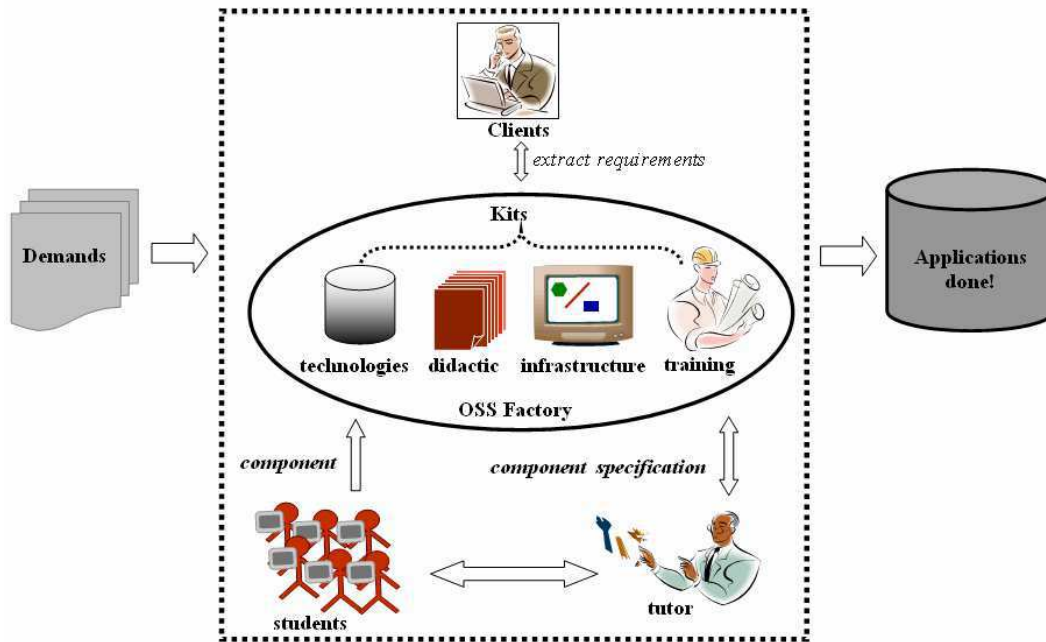 Clients
extract requirements
Kits
Demands
Applications
done!
technologies
didactic
infrastructure
training
OSS Factory
component
component specification
students
tutor